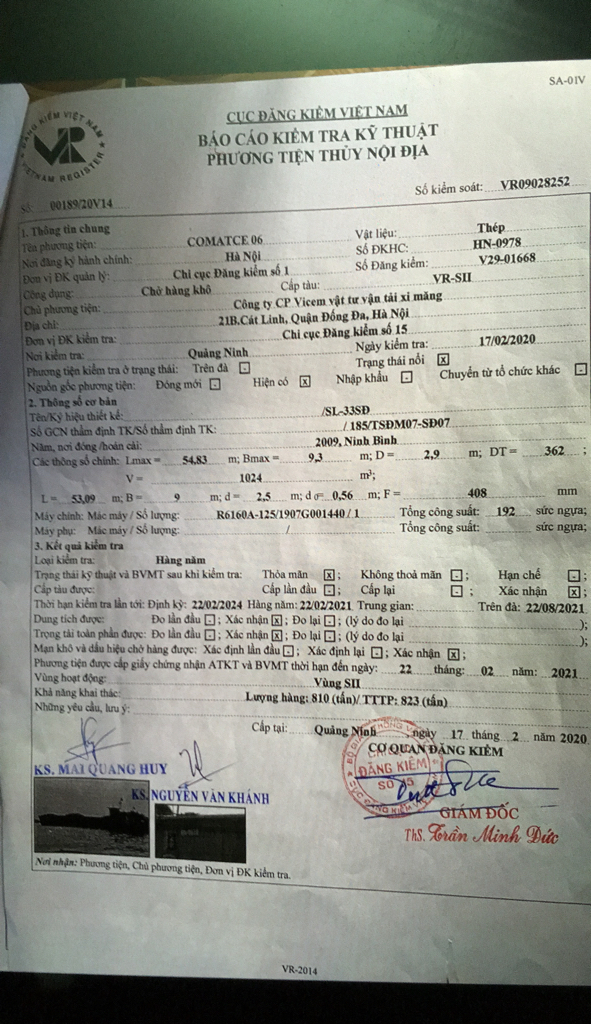 SA-01V
ĐĂNG KIỂM VIỆT NAM
VR
VIETNAM REGISTER
CỤC ĐĂNG KIỂM VIỆT NAM
BÁO CÁO KIỂM TRA KỸ THUẬT
PHƯƠNG TIỆN THỦY NỘI ĐỊA
Số: 00189/20V14 Số kiểm soát: VR09028252
1. Thông tin chung
Tên phương tiện: COMATCE 06 Vật liệu: Thép
Nơi đăng ký hành chính: Hà Nội Số ĐKHC: HN-0978
Đơn vị ĐK quản lý: Chi cục Đăng kiểm số 1 Số Đăng kiểm: V29-01668
Công dụng: Chở hàng khô Cấp tàu: VR-SII
Chủ phương tiện: Công ty CP Vicem vật tư vận tải xi măng
Địa chỉ: 21B.Cát Linh, Quận Đống Đa, Hà Nội
Đơn vị ĐK kiểm tra: Chi cục Đăng kiểm số 15
Nơi kiểm tra: Quảng Ninh Ngày kiểm tra: 17/02/2020
Phương tiện kiểm tra ở trạng thái: Trên đà: - Trạng thái nổi X
Nguồn gốc phương tiện: Đóng mới - Hiện có X Nhập khẩu - Chuyển từ tổ chức khác -
2. Thông số cơ bản
Tên/Ký hiệu thiết kế: /SL-33SĐ
Số GCN thẩm định TK/Số thẩm định TK: / 185/TSĐM07-SĐ07
Năm, nơi đóng /hoán cải: 2009, Ninh Bình
Các thông số chính: Lmax = 54,83 m; Bmax = 9,3 m; D = 2,9 m; DT = 362 ;
V = 1024 m³;
L = 53,09 m; B = 9 m; d = 2,5 m; d = 0,56 m; F = 408 mm
Máy chính: Mác máy / Số lượng: R6160A-125/1907G001440 / 1 Tổng công suất: 192 sức ngựa;
Máy phụ: Mác máy / Số lượng: / Tổng công suất: sức ngựa;
3. Kết quả kiểm tra
Loại kiểm tra: Hàng năm
Trạng thái kỹ thuật và BVMT sau khi kiểm tra: Thỏa mãn X; Không thoả mãn -; Hạn chế -;
Cấp tàu được: Cấp lần đầu -; Cấp lại -; Xác nhận X;
Thời hạn kiểm tra lần tới: Định kỳ: 22/02/2024 Hàng năm: 22/02/2021 Trung gian: Trên đà: 22/08/2021
Dung tích được: Đo lần đầu -; Xác nhận X; Đo lại -; (lý do đo lại );
Trọng tải toàn phần được: Đo lần đầu -; Xác nhận X; Đo lại -; (lý do đo lại );
Mạn khô và dấu hiệu chở hàng được: Xác định lần đầu -; Xác định lại -; Xác nhận X;
Phương tiện được cấp giấy chứng nhận ATKT và BVMT thời hạn đến ngày: 22 tháng: 02 năm: 2021
Vùng hoạt động: Vùng SII
Khả năng khai thác: Lượng hàng: 810 (tấn)/ TTTP: 823 (tấn)
Những yêu cầu, lưu ý:
Cấp tại: Quảng Ninh ngày 17 tháng 2 năm 2020
CƠ QUAN ĐĂNG KIỂM
ĐĂNG KIỂM
SỐ 15
KS. MAI QUANG HUY
KS. NGUYỄN VĂN KHÁNH
GIÁM ĐỐC
ThS. Trần Minh Đức
Nơi nhận: Phương tiện, Chủ phương tiện, Đơn vị ĐK kiểm tra.
VR-2014